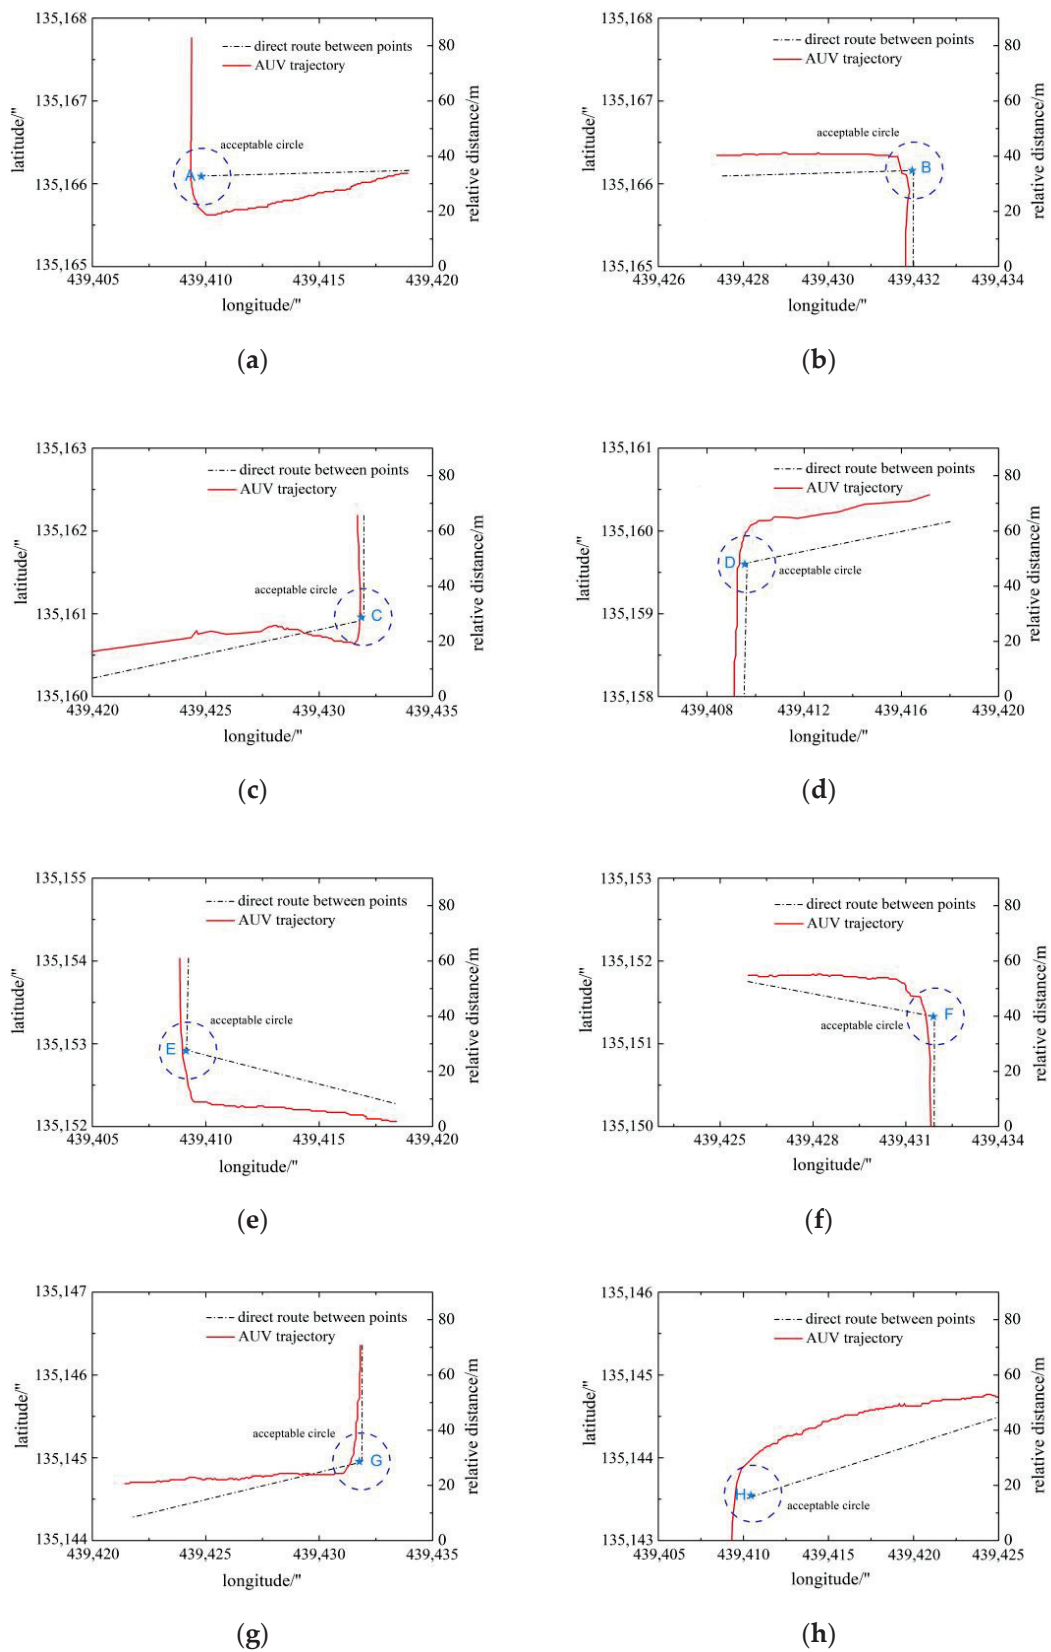 135,168
direct route between points
AUV trajectory
80
135,167
60
acceptable circle
40
A
135,166
20
135,165
0
439,405
439,410
439,415
439,420
latitude/"
relative distance/m
longitude/"
(a)
135,168
direct route between points
AUV trajectory
80
135,167
60
acceptable circle
40
B
135,166
20
135,165
0
439,426
439,428
439,430
439,432
439,434
latitude/"
relative distance/m
longitude/"
(b)
135,163
direct route between points
AUV trajectory
80
135,162
60
acceptable circle
40
C
135,161
20
135,160
0
439,420
439,425
439,430
439,435
latitude/"
relative distance/m
longitude/"
(c)
135,161
direct route between points
AUV trajectory
80
135,160
60
D
acceptable circle
40
135,159
20
135,158
0
439,408
439,412
439,416
439,420
latitude/"
relative distance/m
longitude/"
(d)
135,155
direct route between points
AUV trajectory
80
135,154
60
acceptable circle
40
E
135,153
20
135,152
0
439,405
439,410
439,415
439,420
latitude/"
relative distance/m
longitude/"
(e)
135,153
direct route between points
AUV trajectory
80
135,152
60
F
acceptable circle
40
135,151
20
135,150
0
439,425
439,428
439,431
439,434
latitude/"
relative distance/m
longitude/"
(f)
135,147
direct route between points
AUV trajectory
80
135,146
60
acceptable circle
40
G
135,145
20
135,144
0
439,420
439,425
439,430
439,435
latitude/"
relative distance/m
longitude/"
(g)
135,146
direct route between points
AUV trajectory
80
135,145
60
40
135,144
H
acceptable circle
20
135,143
0
439,405
439,410
439,415
439,420
439,425
latitude/"
relative distance/m
longitude/"
(h)